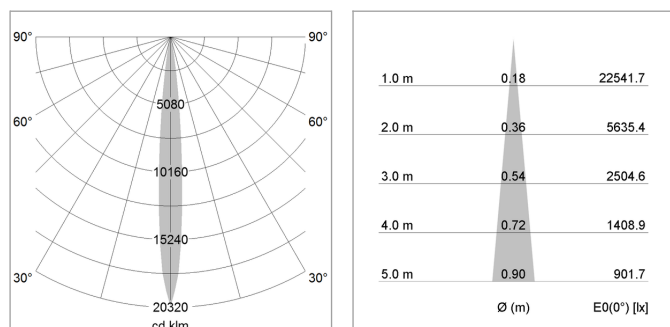 90° 90°
5080
60° 60°
10160
15240
30° 30°
20320
cd klm
1.0 m 0.18 22541.7
2.0 m 0.36 5635.4
3.0 m 0.54 2504.6
4.0 m 0.72 1408.9
5.0 m 0.90 901.7
Ø (m) E0(0°) [lx]